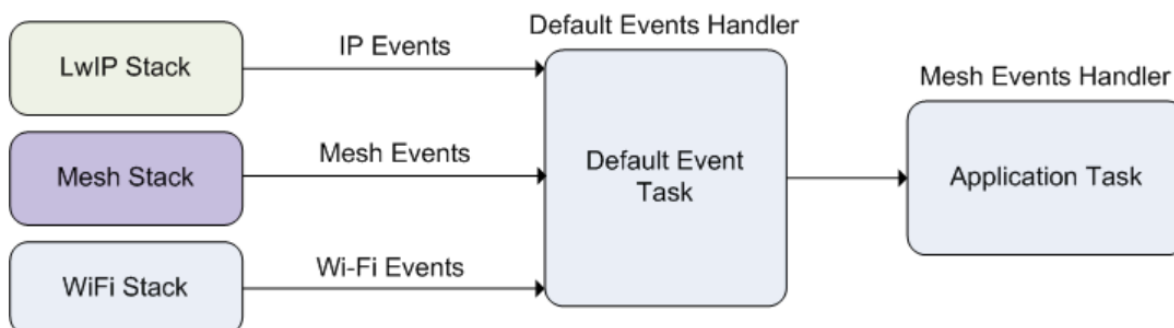 LwIP Stack
IP Events
Mesh Stack
Mesh Events
WiFi Stack
Wi-Fi Events
Default Events Handler
Default Event
Task
Mesh Events Handler
Application Task